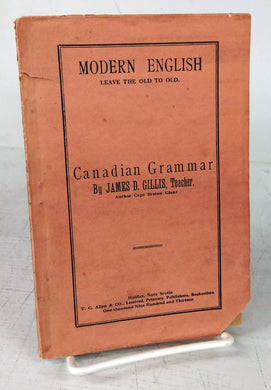 MODERN ENGLISH
LEAVE THE OLD TO OLD.
Canadian Grammar
By JAMES D. GILLIS, Teacher.
Author Cape Breton Giant
Halifax, Nova Scotia
T. C. Allen & CO., Limited, Printers, Publishers, Booksellers
One thousand Nine Hundred and Thirteen